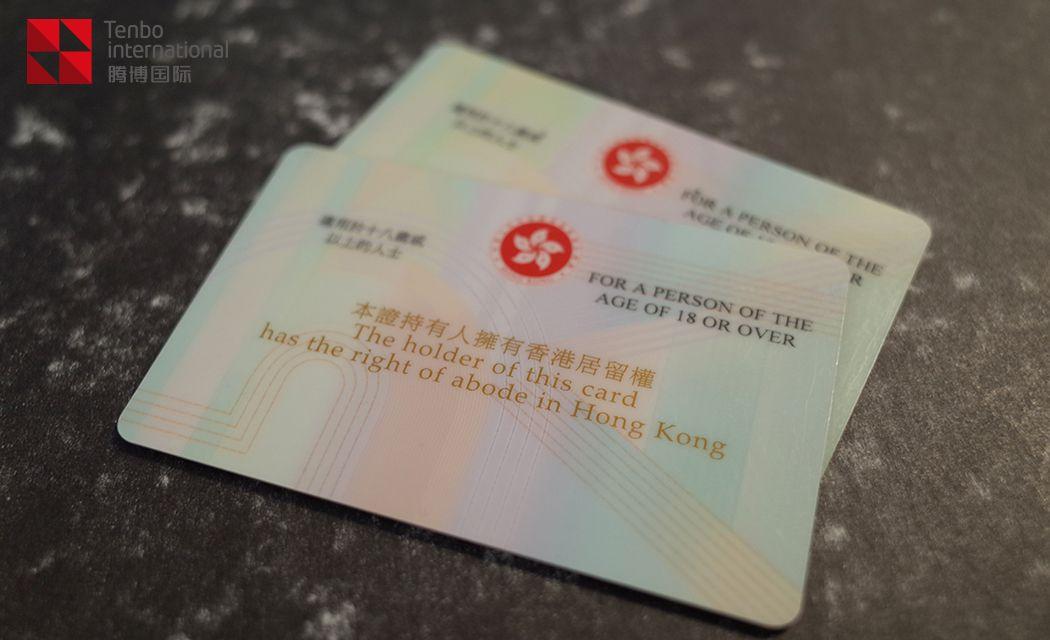 Tenbo
international
腾博国际
FOR A PERSON OF THE
AGE OF
適用於十八歲或
以上的人士
FOR A PERSON OF THE
AGE OF 18 OR OVER
本證持有人擁有香港居留權
The holder of this card
has the right of abode in Hong Kong